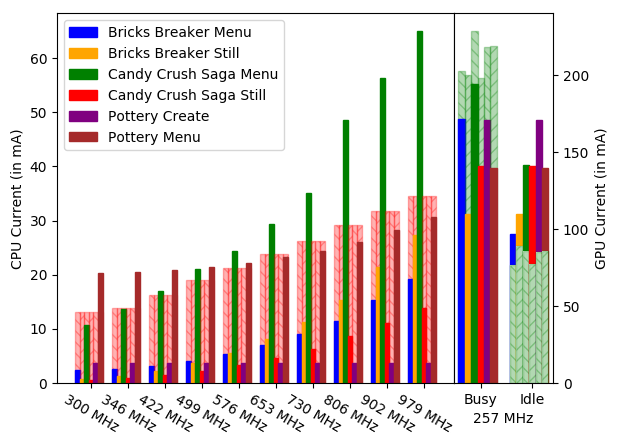 Bricks Breaker Menu
Bricks Breaker Still
Candy Crush Saga Menu
Candy Crush Saga Still
Pottery Create
Pottery Menu
CPU Current (in mA)
60
50
40
30
20
10
0
GPU Current (in mA)
200
150
100
50
0
300 MHz
346 MHz
422 MHz
499 MHz
576 MHz
653 MHz
730 MHz
806 MHz
902 MHz
979 MHz
Busy Idle
257 MHz